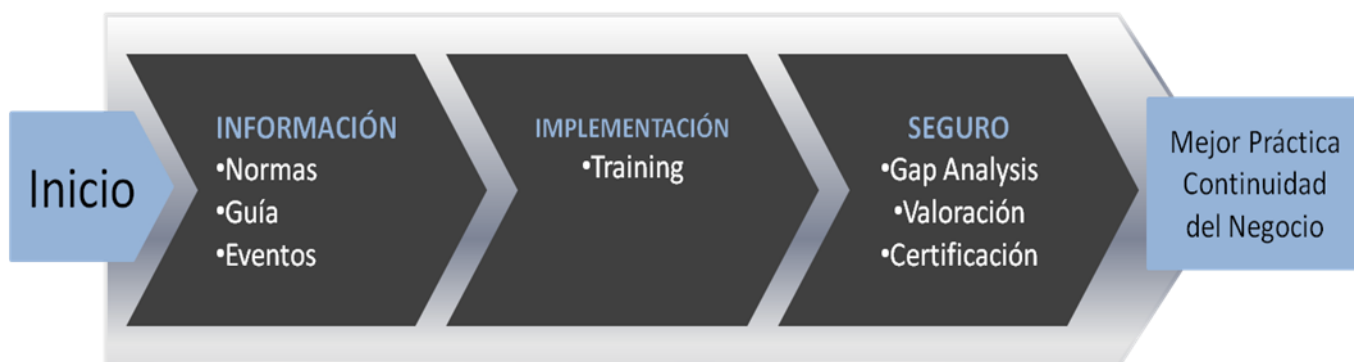 Inicio
INFORMACIÓN
•Normas
•Guía
•Eventos
IMPLEMENTACIÓN
•Training
SEGURO
•Gap Analysis
•Valoración
•Certificación
Mejor Práctica
Continuidad
del Negocio